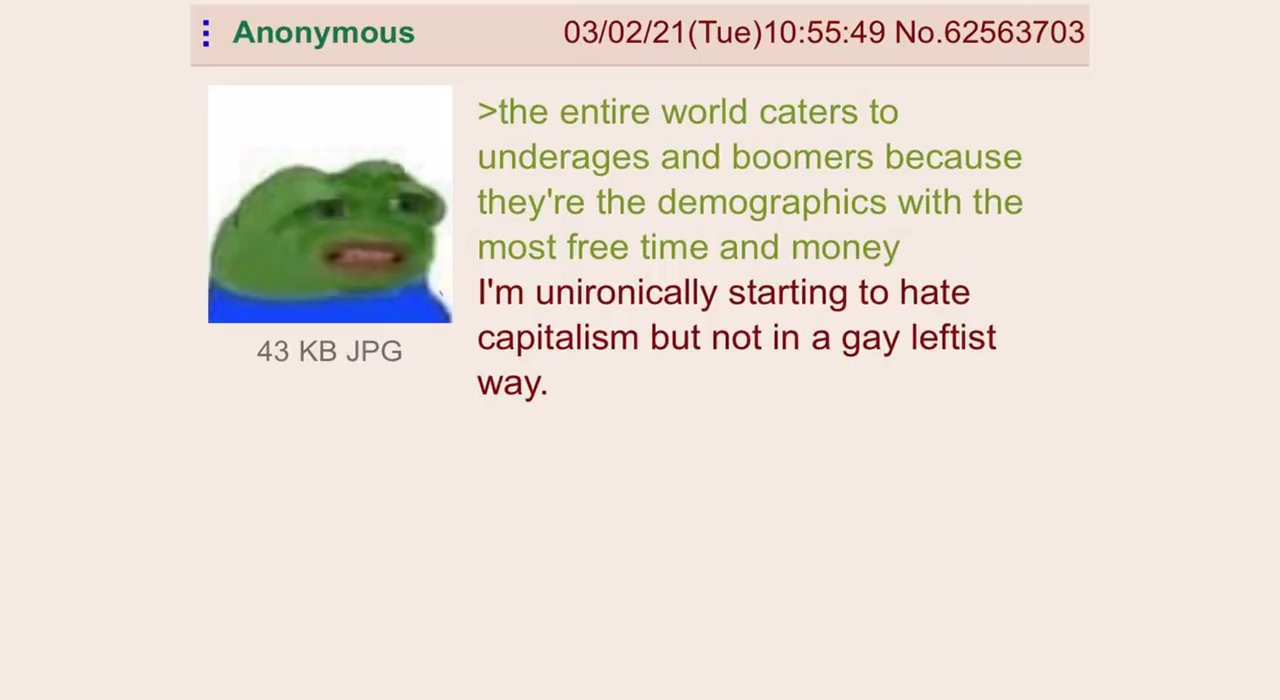 Anonymous 03/02/21(Tue)10:55:49 No.62563703
>the entire world caters to
underages and boomers because
they're the demographics with the
most free time and money
I'm unironically starting to hate
capitalism but not in a gay leftist
way.
43 KB JPG